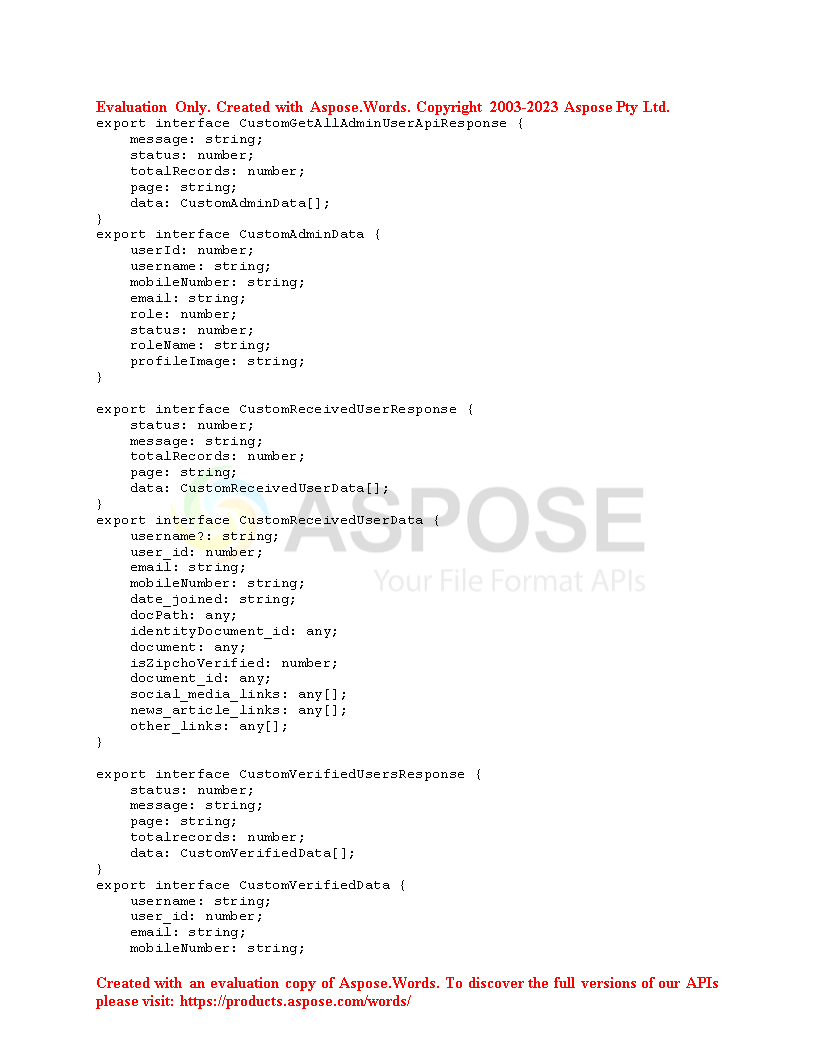 Evaluation Only. Created with Aspose.Words. Copyright 2003-2023 Aspose Pty Ltd.
export interface CustomGetAllAdminUserApiResponse {
    message: string;
    status: number;
    totalRecords: number;
    page: string;
    data: CustomAdminData[];
}
export interface CustomAdminData {
    userId: number;
    username: string;
    mobileNumber: string;
    email: string;
    role: number;
    status: number;
    roleName: string;
    profileImage: string;
}

export interface CustomReceivedUserResponse {
    status: number;
    message: string;
    totalRecords: number;
    page: string;
    data: CustomReceivedUserData[];
}
export interface CustomReceivedUserData {
    username?: string;
    user_id: number;
    email: string;
    mobileNumber: string;
    date_joined: string;
    docPath: any;
    identityDocument_id: any;
    document: any;
    isZipchoVerified: number;
    document_id: any;
    social_media_links: any[];
    news_article_links: any[];
    other_links: any[];
}
ASPOSE
Your File Format APIs

export interface CustomVerifiedUsersResponse {
    status: number;
    message: string;
    page: string;
    totalrecords: number;
    data: CustomVerifiedData[];
}
export interface CustomVerifiedData {
    username: string;
    user_id: number;
    email: string;
    mobileNumber: string;

Created with an evaluation copy of Aspose.Words. To discover the full versions of our APIs
please visit: https://products.aspose.com/words/